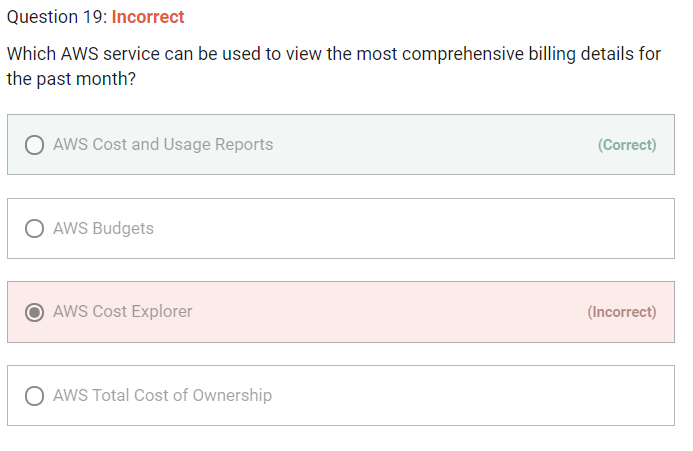 Question 19: Incorrect
Which AWS service can be used to view the most comprehensive billing details for
the past month?
AWS Cost and Usage Reports (Correct)
AWS Budgets
AWS Cost Explorer (Incorrect)
AWS Total Cost of Ownership